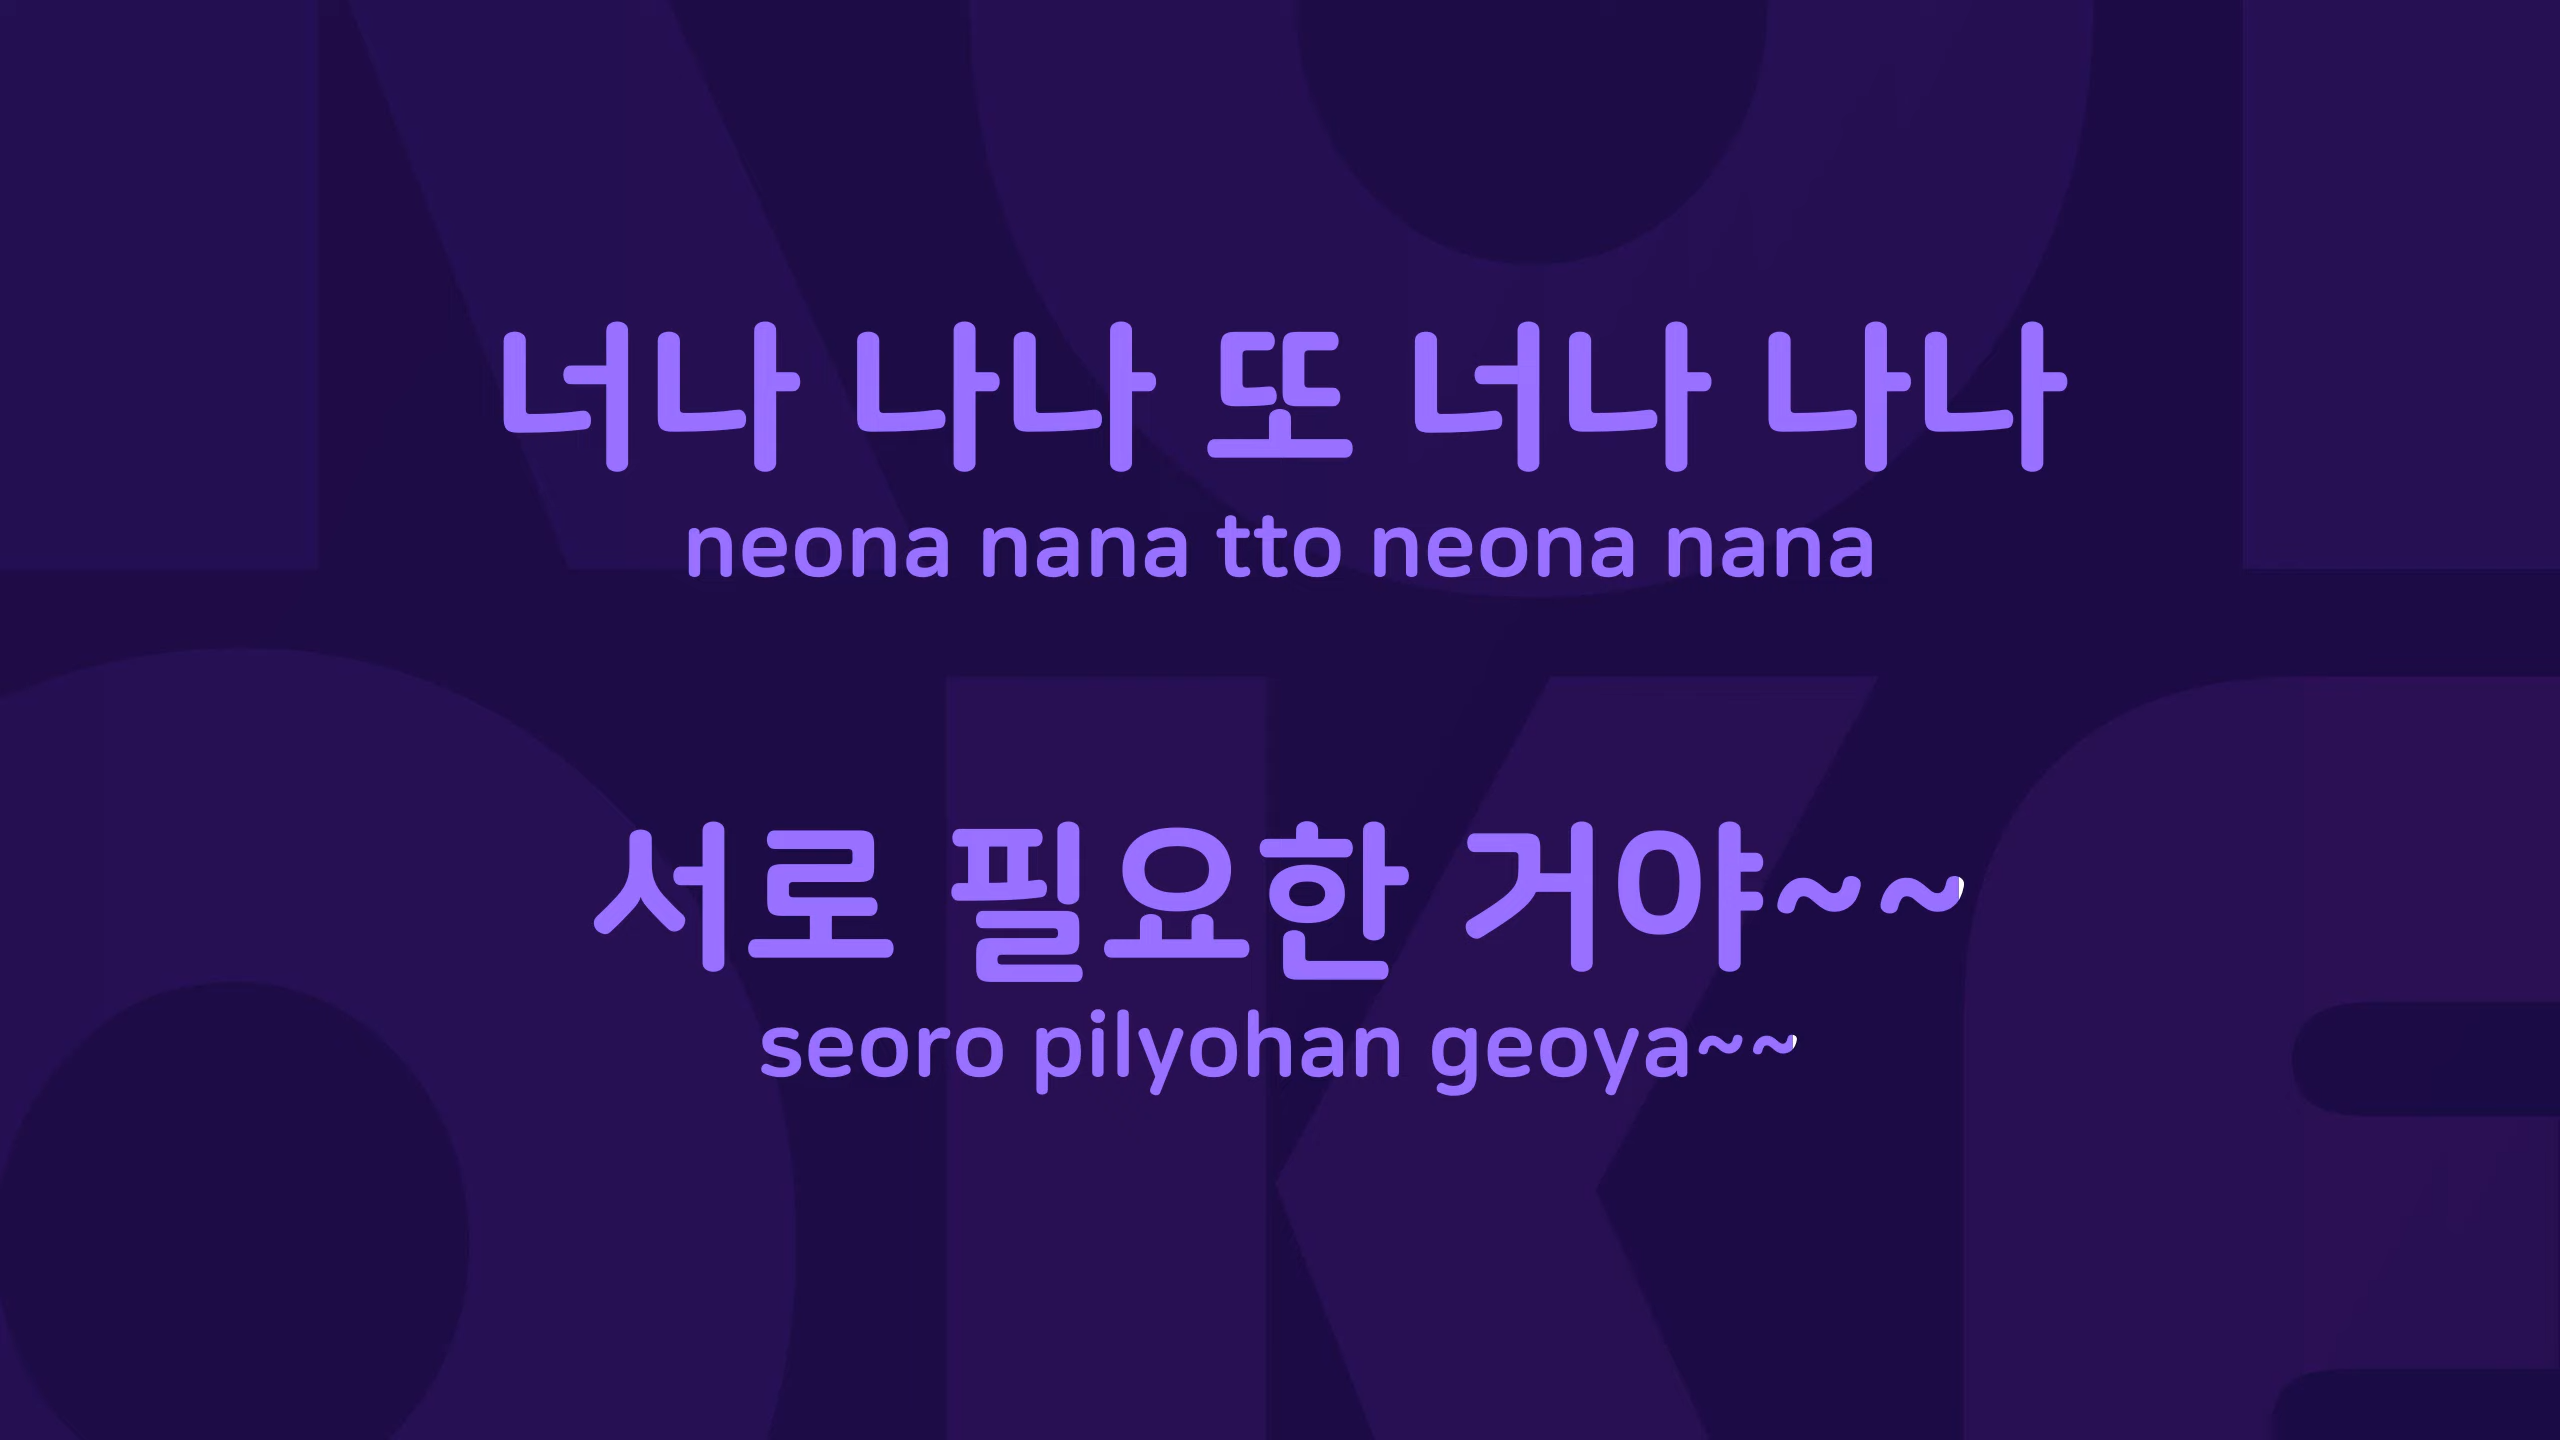 너나 나나 또 너나 나나
neona nana tto neona nana
서로 필요한 거야~~
seoro pilyohan geoya~~